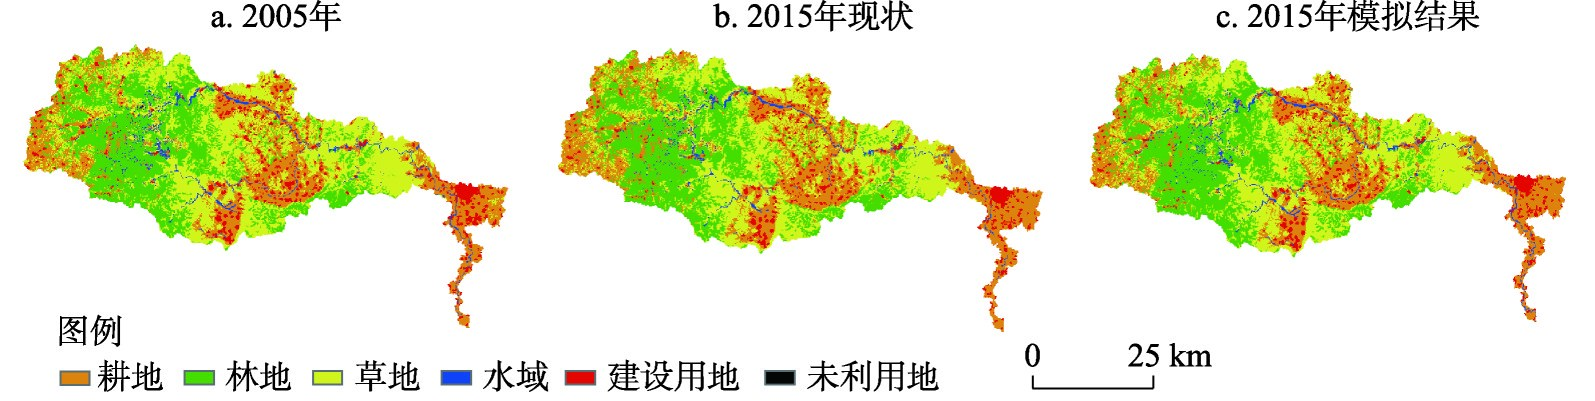 a. 2005年
b. 2015年现状
c. 2015年模拟结果
图例
耕地 林地 草地 水域 建设用地 未利用地
0 25 km